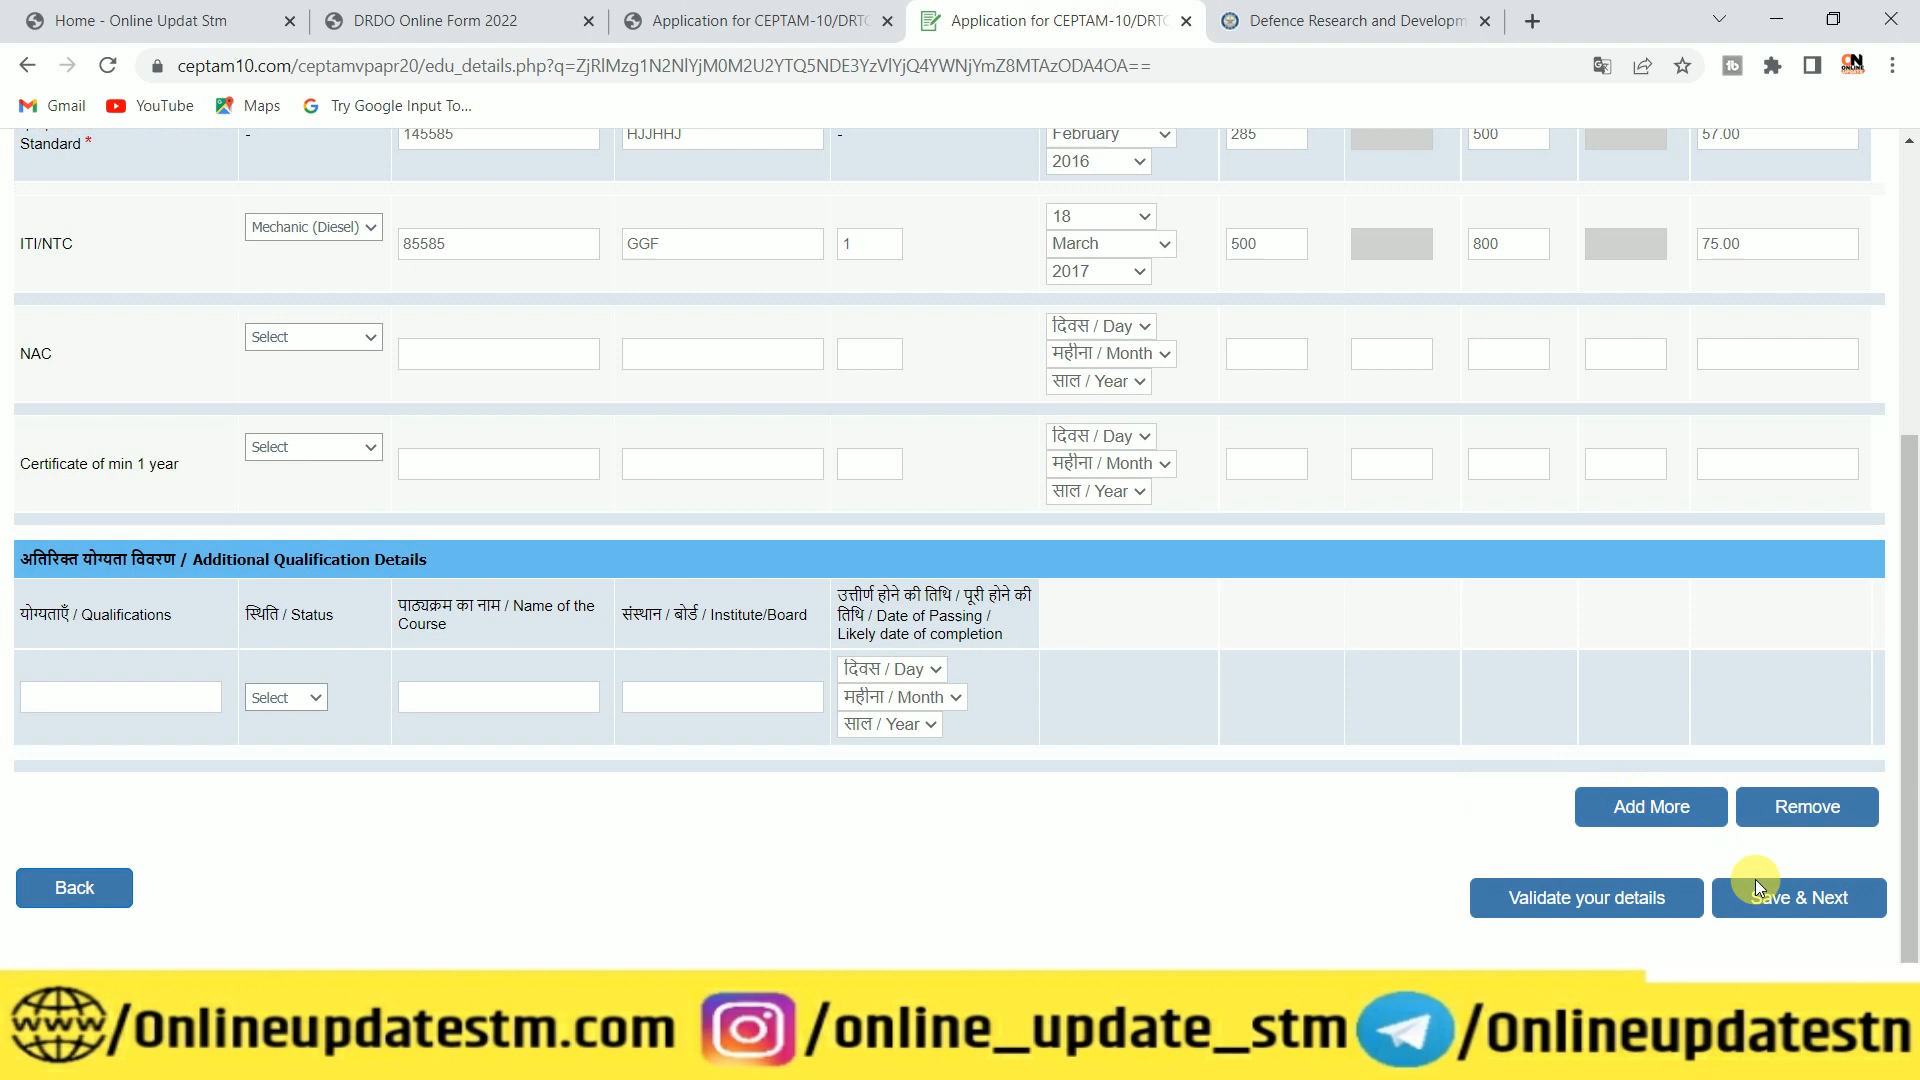 Home - Online Updat Stm
DRDO Online Form 2022
Application for CEPTAM-10/DRTC
Application for CEPTAM-10/DRTC
Defence Research and Developm
ceptam10.com/ceptamvpapr20/edu_details.php?q=ZjRlMzg1N2NlYjM0M2U2YTQ5NDE3YzVlYjQ4YWNjYmZ8MTAzODA4OA==
Gmail YouTube Maps Try Google Input To...
Standard * - 145585 HJJHHJ - February 285 500 57.00
2016
ITI/NTC Mechanic (Diesel) 85585 GGF 1 18 March 2017 500 800 75.00
NAC Select दिवस / Day
महीना / Month
साल / Year
Certificate of min 1 year Select दिवस / Day
महीना / Month
साल / Year
अतिरिक्त योग्यता विवरण / Additional Qualification Details
योग्यताएँ / Qualifications
स्थिति / Status
पाठ्यक्रम का नाम / Name of the
Course
संस्थान / बोर्ड / Institute/Board
उत्तीर्ण होने की तिथि / पूरी होने की
तिथि / Date of Passing /
Likely date of completion
Select
दिवस / Day
महीना / Month
साल / Year
Add More Remove
Back
Validate your details Save & Next
www/Onlineupdatestm.com /online_update_stm /Onlineupdatestn